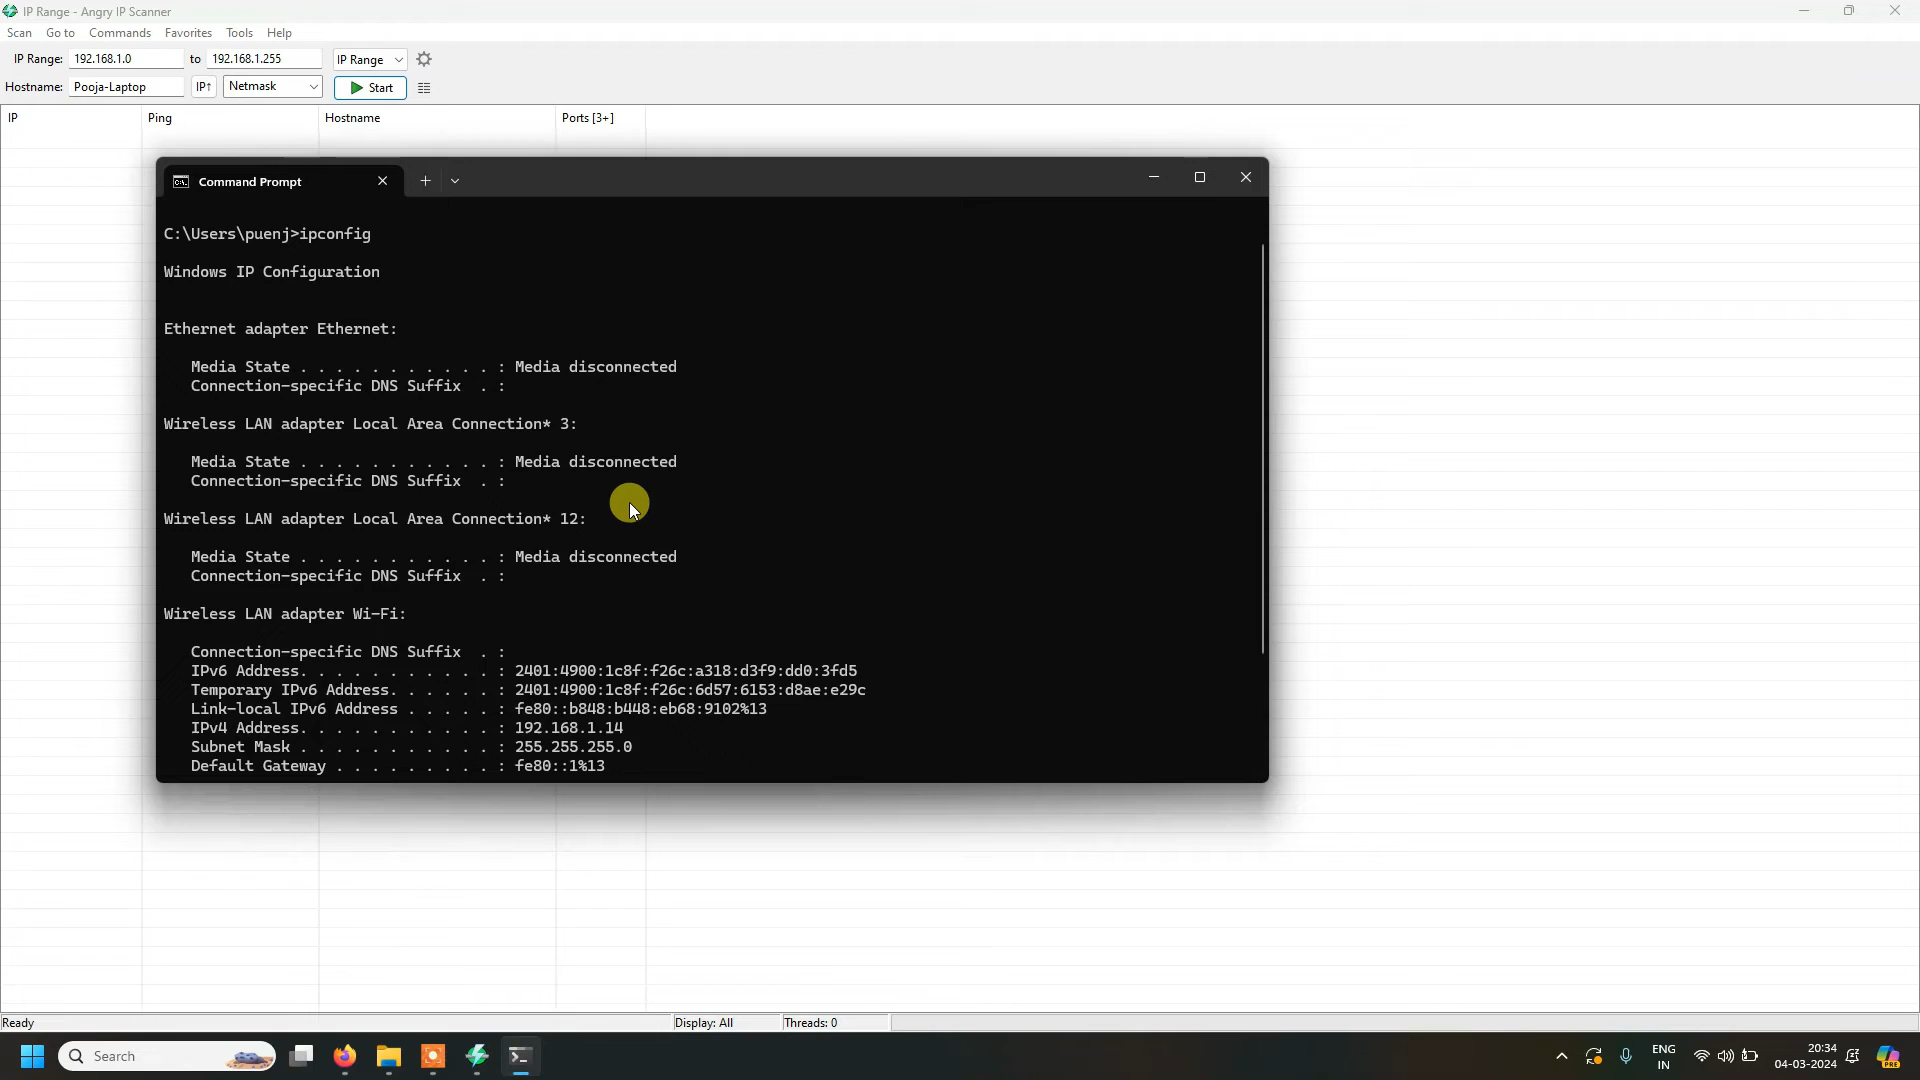 IP Range - Angry IP Scanner
Scan Go to Commands Favorites Tools Help
IP Range: 192.168.1.0 to 192.168.1.255 IP Range
Hostname: Pooja-Laptop IP↑ Netmask Start
IP Ping Hostname Ports [3+]
Command Prompt
C:\Users\puenj>ipconfig
Windows IP Configuration
Ethernet adapter Ethernet:
Media State . . . . . . . . . . . : Media disconnected
Connection-specific DNS Suffix . :
Wireless LAN adapter Local Area Connection* 3:
Media State . . . . . . . . . . . : Media disconnected
Connection-specific DNS Suffix . :
Wireless LAN adapter Local Area Connection* 12:
Media State . . . . . . . . . . . : Media disconnected
Connection-specific DNS Suffix . :
Wireless LAN adapter Wi-Fi:
Connection-specific DNS Suffix . :
IPv6 Address. . . . . . . . . . . : 2401:4900:1c8f:f26c:a318:d3f9:dd0:3fd5
Temporary IPv6 Address. . . . . . : 2401:4900:1c8f:f26c:6d57:6153:d8ae:e29c
Link-local IPv6 Address . . . . . : fe80::b848:b448:eb68:9102%13
IPv4 Address. . . . . . . . . . . : 192.168.1.14
Subnet Mask . . . . . . . . . . . : 255.255.255.0
Default Gateway . . . . . . . . . : fe80::1%13
Ready Display: All Threads: 0
Search ENG 20:34
IN 04-03-2024
PRE